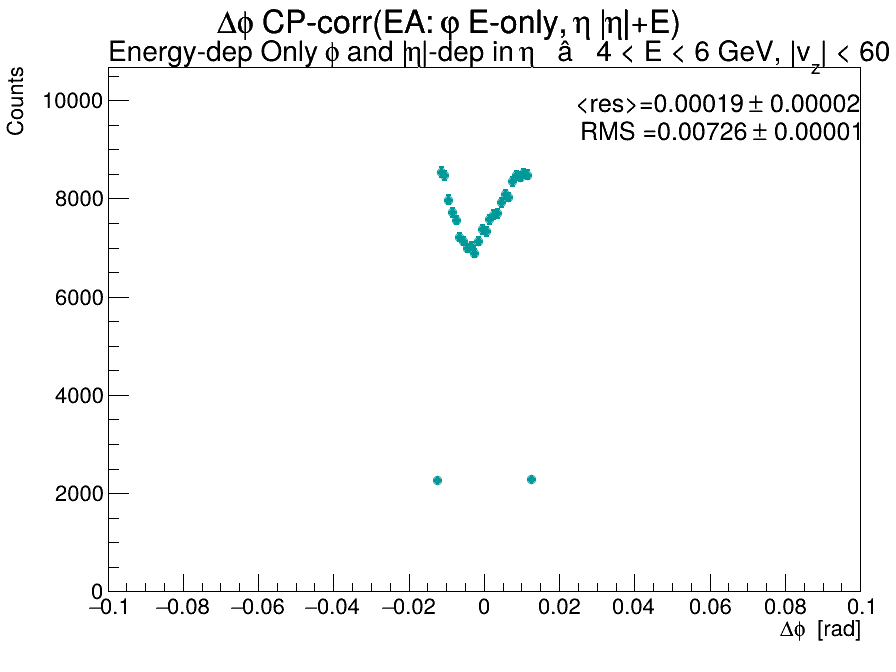 Δϕ CP-corr(EA: φ E-only, η |η|+E)
Energy-dep Only ϕ and |η|-dep in η â 4 < E < 6 GeV, |v_z| < 60
<res>=0.00019 ± 0.00002
RMS =0.00726 ± 0.00001
Counts
10000
8000
6000
4000
2000
0
−0.1 −0.08 −0.06 −0.04 −0.02 0 0.02 0.04 0.06 0.08 0.1
Δϕ [rad]